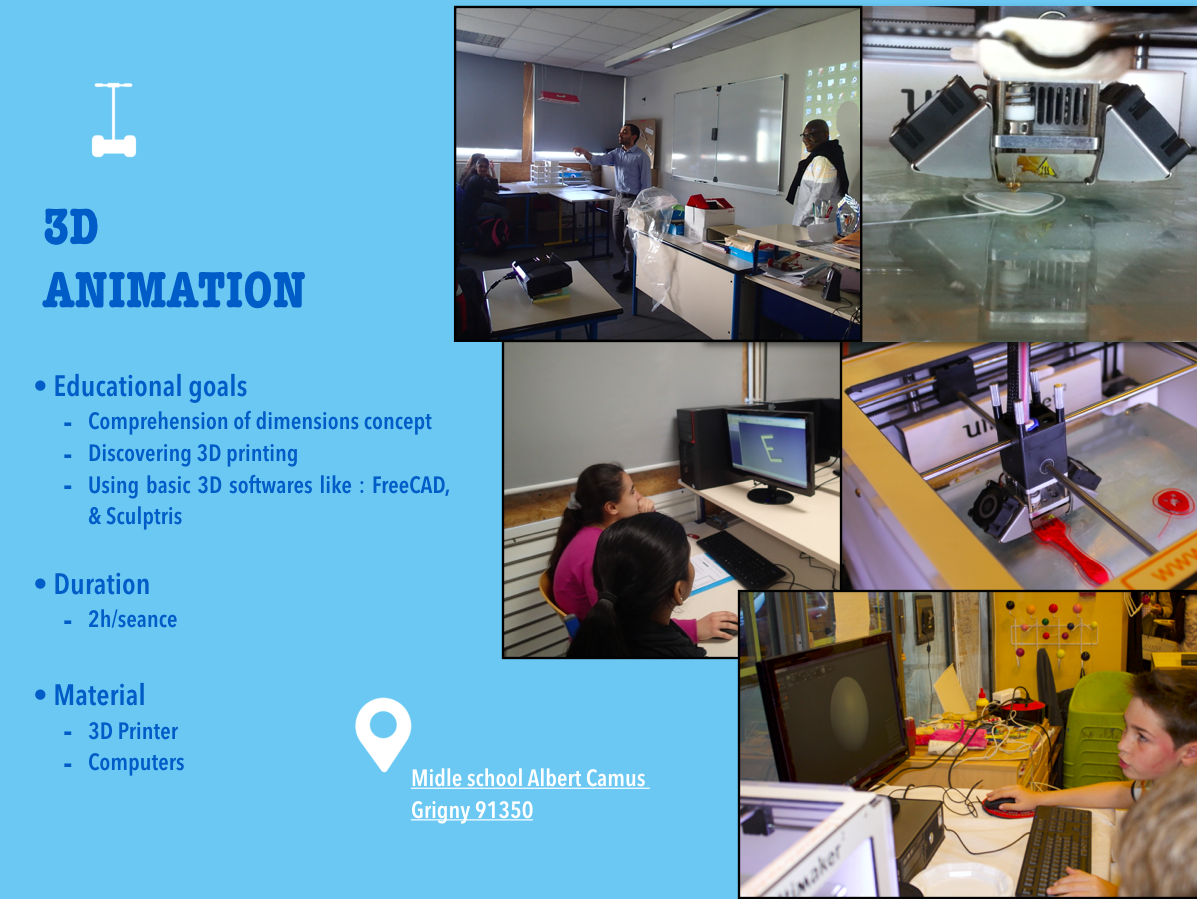 3D
ANIMATION
• Educational goals
- Comprehension of dimensions concept
- Discovering 3D printing
- Using basic 3D softwares like : FreeCAD,
& Sculptris
• Duration
- 2h/seance
• Material
- 3D Printer
- Computers
Midle school Albert Camus
Grigny 91350
E
www